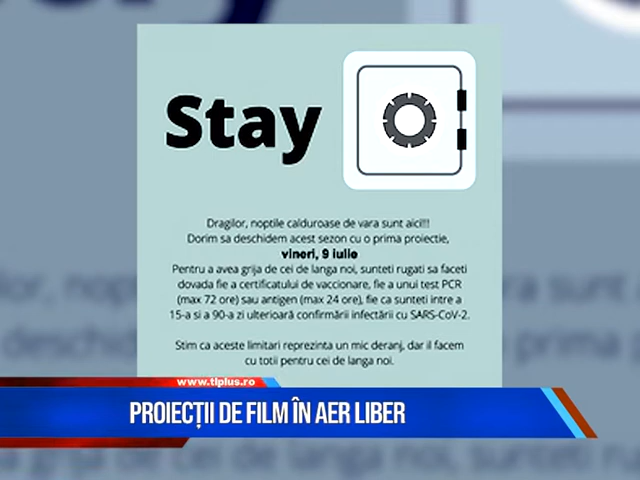 Stay
Dragilor, noptile calduroase de vara sunt aici!!!
Dorim sa deschidem acest sezon cu o prima proiectie,
vineri, 9 iulie
Pentru a avea grija de cei de langa noi, sunteti rugati sa faceti
dovada fie a certificatului de vaccionare, fie a unui test PCR
(max 72 ore) sau antigen (max 24 ore), fie ca sunteti intre a
15-a si a 90-a zi ulterioară confirmării infectării cu SARS-CoV-2.
Stim ca aceste limitari reprezinta un mic deranj, dar il facem
cu totii pentru cei de langa noi.
www.tlplus.ro
PROIECȚII DE FILM ÎN AER LIBER